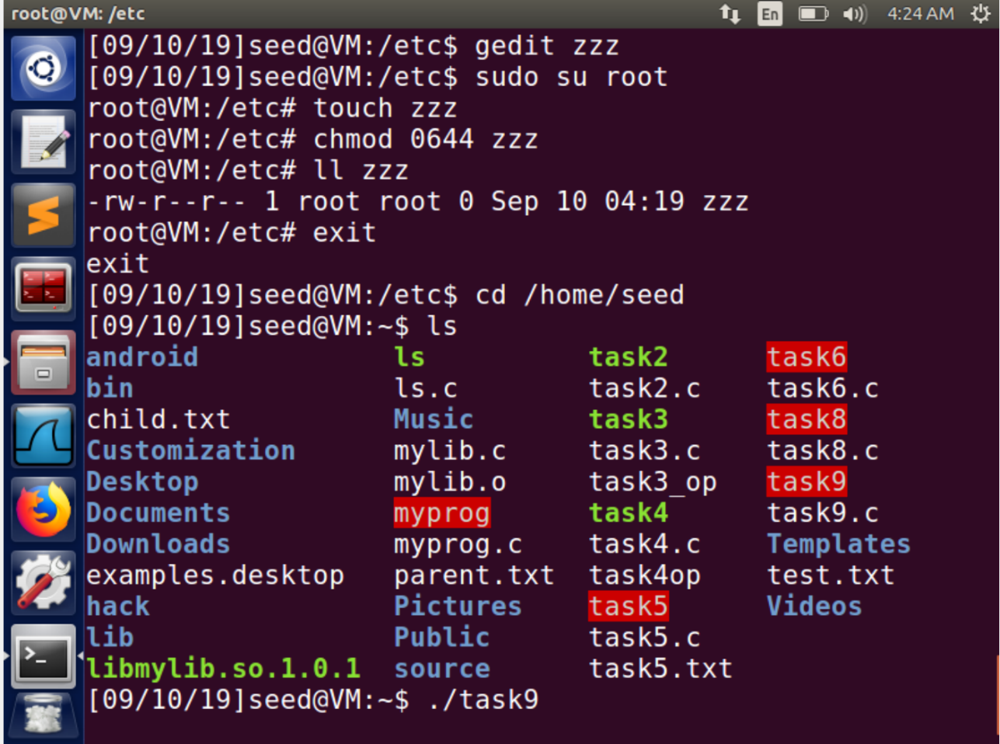 root@VM: /etc
En
4:24 AM
[09/10/19]seed@VM:/etc$ gedit zzz
[09/10/19]seed@VM:/etc$ sudo su root
root@VM:/etc# touch zzz
root@VM:/etc# chmod 0644 zzz
root@VM:/etc# ll zzz
-rw-r--r-- 1 root root 0 Sep 10 04:19 zzz
root@VM:/etc# exit
exit
[09/10/19]seed@VM:/etc$ cd /home/seed
[09/10/19]seed@VM:~$ ls
android ls task2 task6
bin ls.c task2.c task6.c
child.txt Music task3 task8
Customization mylib.c task3.c task8.c
Desktop mylib.o task3_op task9
Documents myprog task4 task9.c
Downloads myprog.c task4.c Templates
examples.desktop parent.txt task4op test.txt
hack Pictures task5 Videos
lib Public task5.c
libmylib.so.1.0.1 source task5.txt
[09/10/19]seed@VM:~$ ./task9